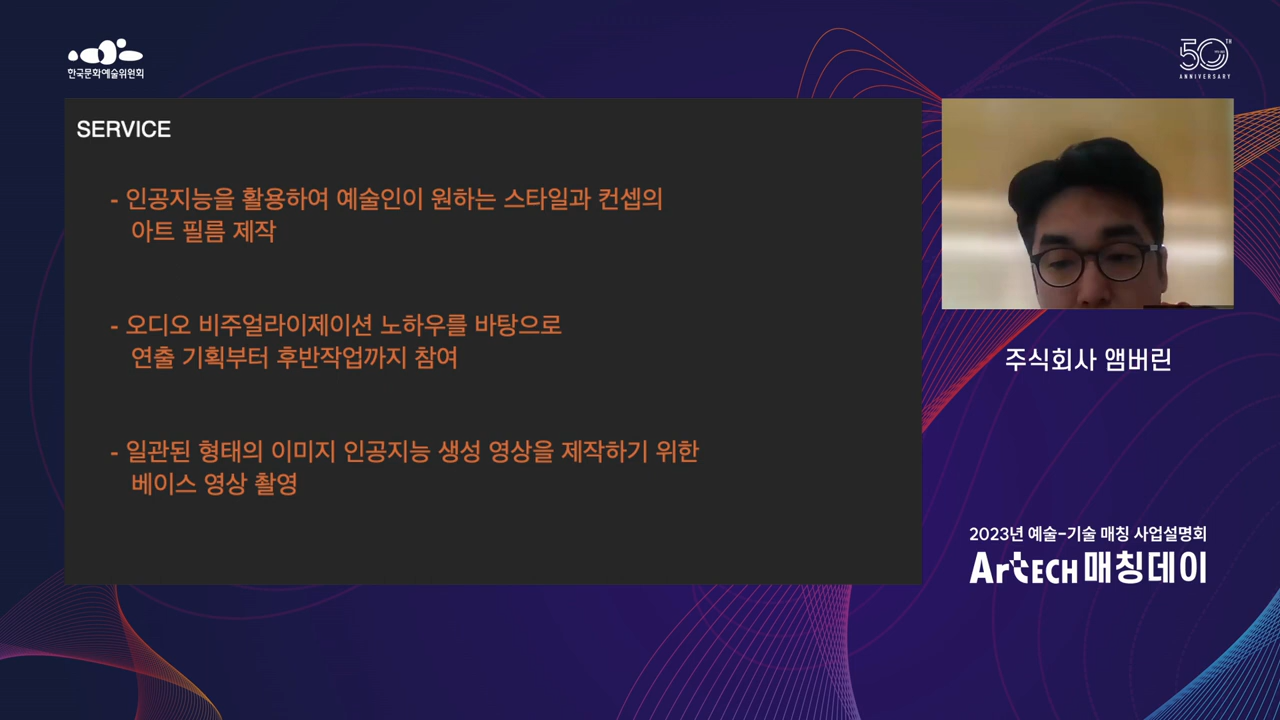 한국문화예술위원회
50TH
ANNIVERSARY
SERVICE
- 인공지능을 활용하여 예술인이 원하는 스타일과 컨셉의
아트 필름 제작
- 오디오 비주얼라이제이션 노하우를 바탕으로
연출 기획부터 후반작업까지 참여
- 일관된 형태의 이미지 인공지능 생성 영상을 제작하기 위한
베이스 영상 촬영
주식회사 앰버린
2023년 예술-기술 매칭 사업설명회
ArtECH 매칭데이